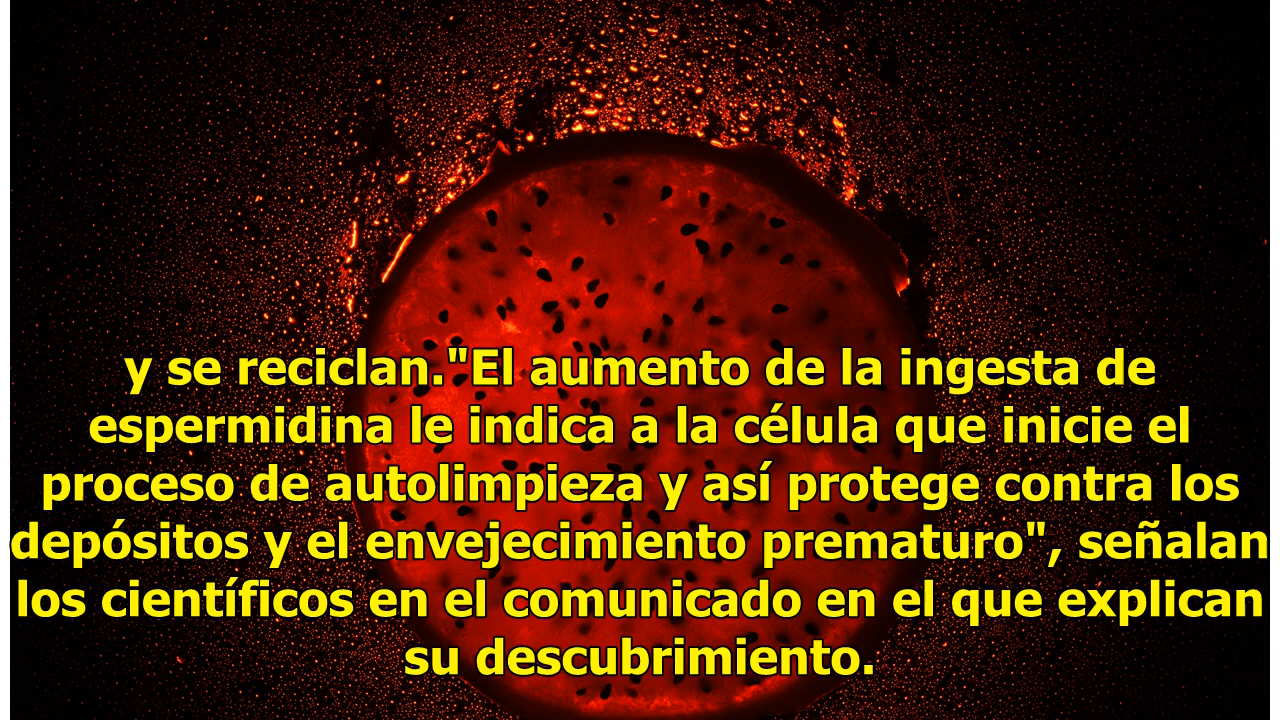 y se reciclan."El aumento de la ingesta de
espermidina le indica a la célula que inicie el
proceso de autolimpieza y así protege contra los
depósitos y el envejecimiento prematuro", señalan
los científicos en el comunicado en el que explican
su descubrimiento.